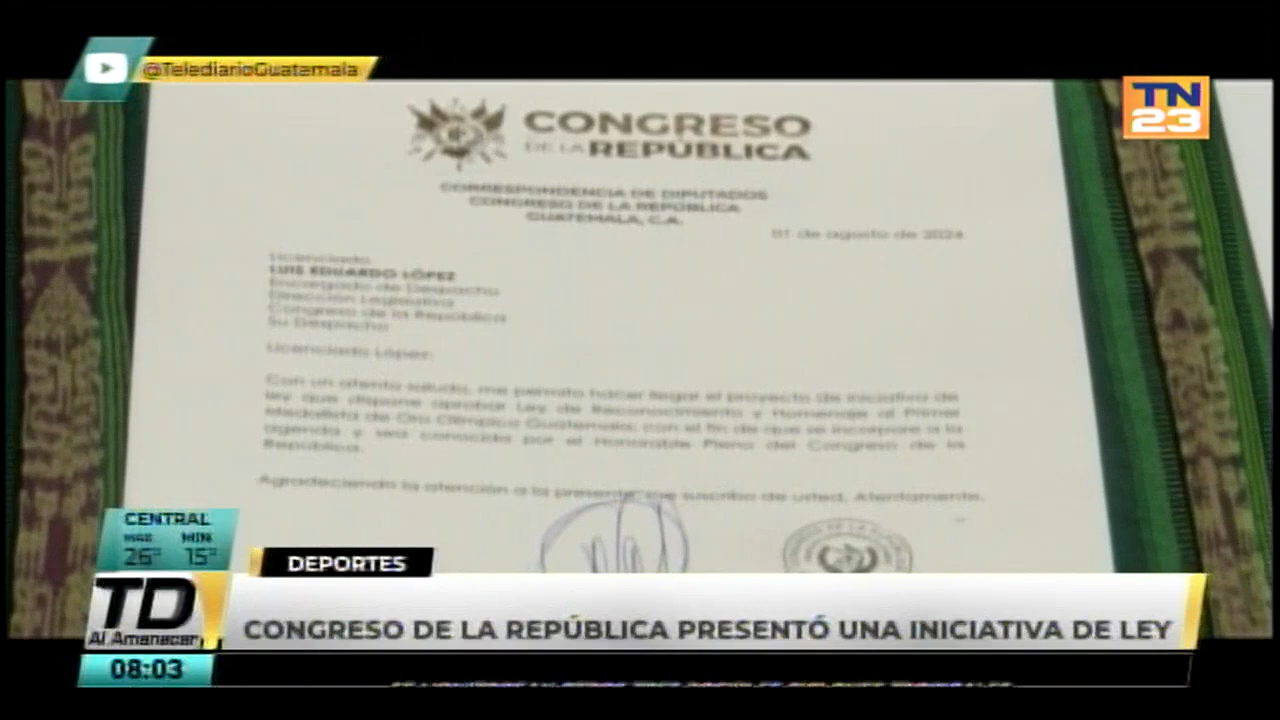 @TelediarioGuatemala
TN
23
CONGRESO
DE LA REPÚBLICA
CORRESPONDENCIA DE DIPUTADOS
CONGRESO DE LA REPÚBLICA
GUATEMALA, C.A.
01 de agosto de 2024
Licenciado
LUIS EDUARDO LÓPEZ
Encargado de Despacho
Dirección Legislativa
Congreso de la República
Su Despacho
Licenciado López:
Con un atento saludo, me permito hacer llegar el proyecto de iniciativa de
ley que dispone aprobar Ley de Reconocimiento y Homenaje al Primer
Medallista de Oro Olímpico Guatemala; con el fin de que se incorpore a la
agenda y sea conocida por el Honorable Pleno del Congreso de la
República.
Agradeciendo la atención a la presente, me suscribo de usted. Atentamente,
CENTRAL
MAX MIN
26° 15°
DEPORTES
TD
Al Amanecer
CONGRESO DE LA REPÚBLICA PRESENTÓ UNA INICIATIVA DE LEY
08:03